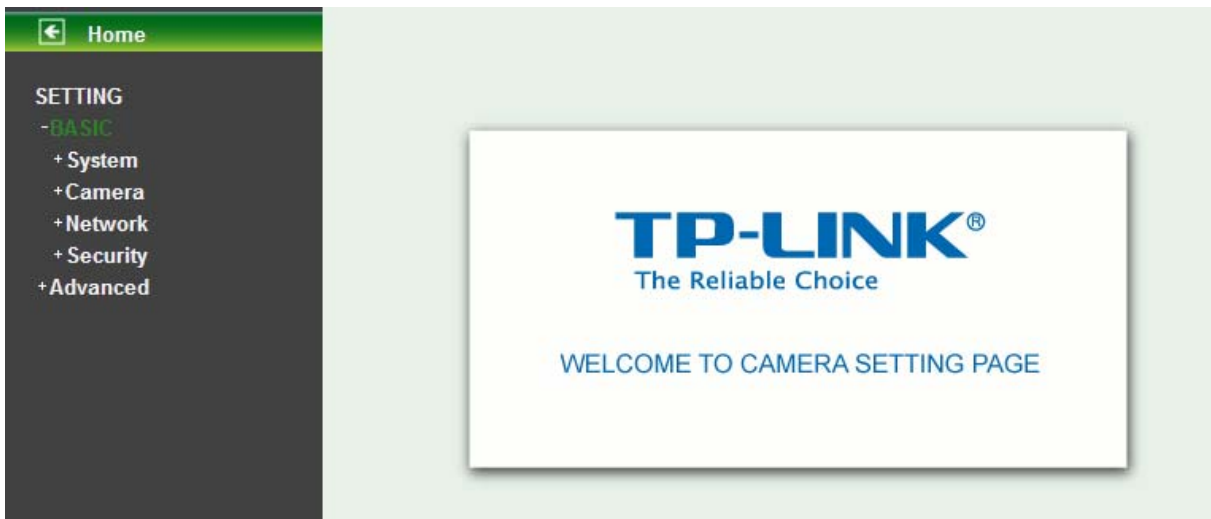 Home
SETTING
-BASIC
+ System
+Camera
+Network
+ Security
+Advanced
TP-LINK®
The Reliable Choice
WELCOME TO CAMERA SETTING PAGE